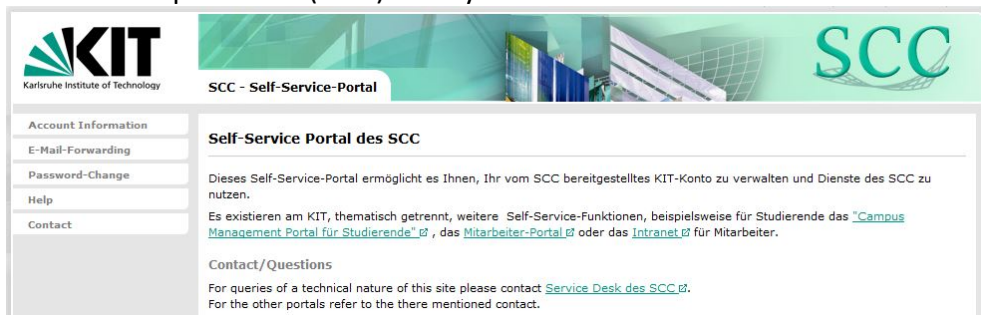 KIT
Karlsruhe Institute of Technology
SCC - Self-Service-Portal
SCC
Account Information
E-Mail-Forwarding
Password-Change
Help
Contact
Self-Service Portal des SCC
Dieses Self-Service-Portal ermöglicht es Ihnen, Ihr vom SCC bereitgestelltes KIT-Konto zu verwalten und Dienste des SCC zu
nutzen.
Es existieren am KIT, thematisch getrennt, weitere Self-Service-Funktionen, beispielsweise für Studierende das "Campus
Management Portal für Studierende" , das Mitarbeiter-Portal oder das Intranet für Mitarbeiter.
Contact/Questions
For queries of a technical nature of this site please contact Service Desk des SCC.
For the other portals refer to the there mentioned contact.